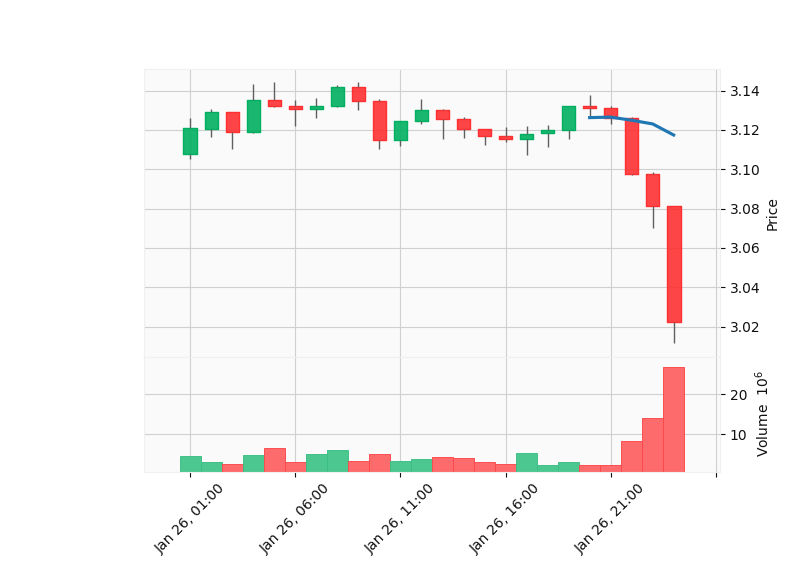 3.14
3.12
3.10
3.08
3.06
3.04
3.02
Price
20
10
Volume 10^6
Jan 26, 01:00
Jan 26, 06:00
Jan 26, 11:00
Jan 26, 16:00
Jan 26, 21:00